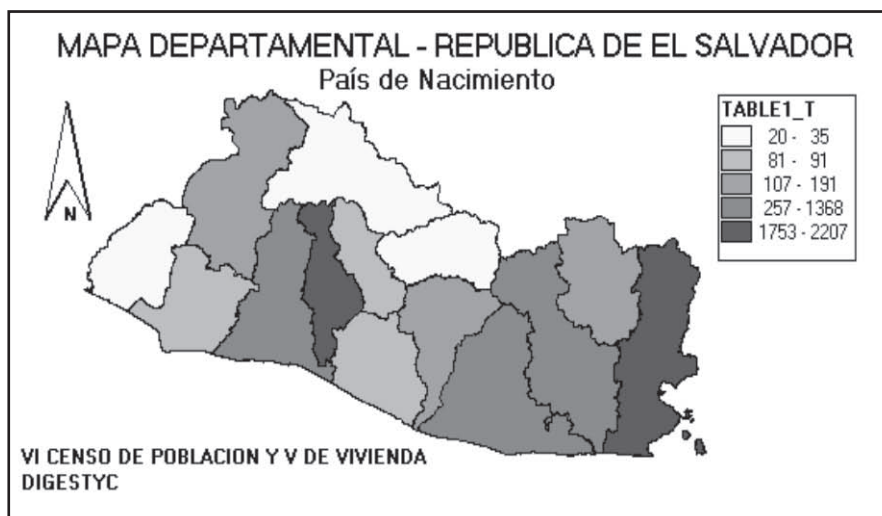 MAPA DEPARTAMENTAL - REPUBLICA DE EL SALVADOR
País de Nacimiento
N
TABLE1_T
20 - 35
81 - 91
107 - 191
257 - 1368
1753 - 2207
VI CENSO DE POBLACION Y V DE VIVIENDA
DIGESTYC